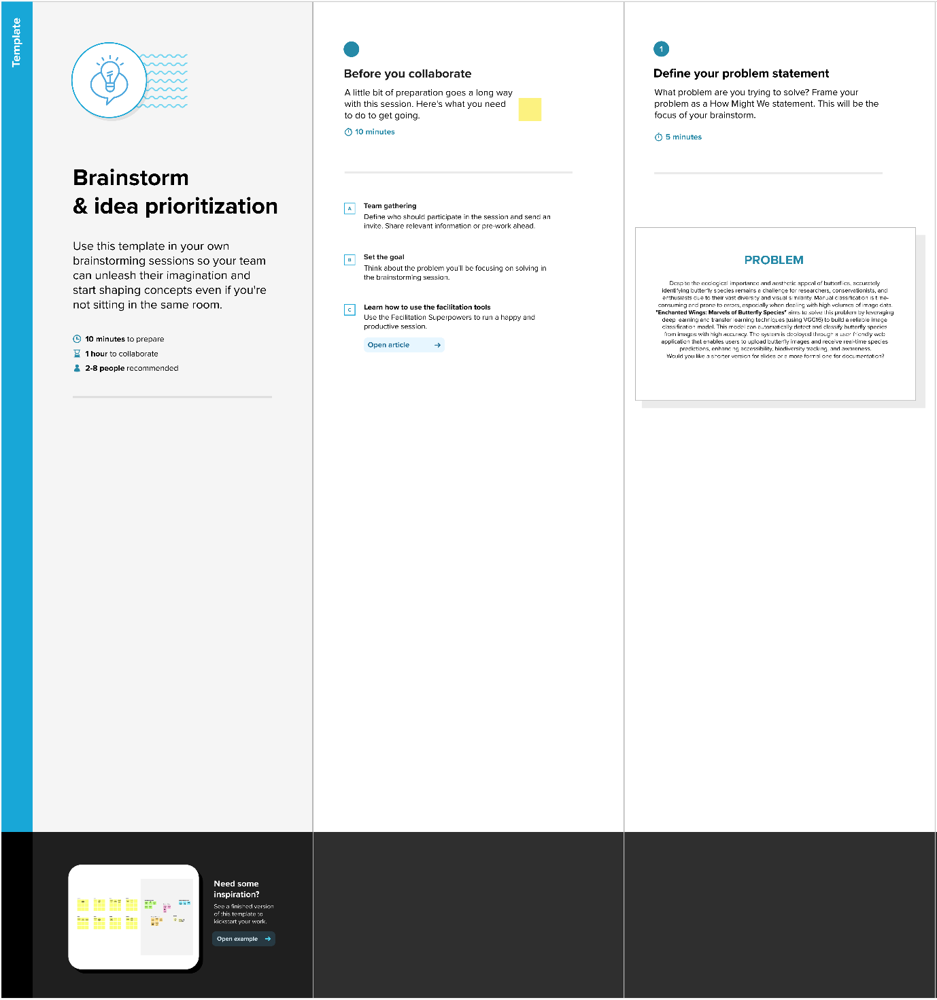 Template
Brainstorm
& idea prioritization
Use this template in your own
brainstorming sessions so your team
can unleash their imagination and
start shaping concepts even if you're
not sitting in the same room.
10 minutes to prepare
1 hour to collaborate
2-8 people recommended
Before you collaborate
A little bit of preparation goes a long way
with this session. Here's what you need
to do to get going.
10 minutes
A
Team gathering
Define who should participate in the session and send an
invite. Share relevant information or pre-work ahead.
B
Set the goal
Think about the problem you'll be focusing on solving in
the brainstorming session.
C
Learn how to use the facilitation tools
Use the Facilitation Superpowers to run a happy and
productive session.
Open article
1
Define your problem statement
What problem are you trying to solve? Frame your
problem as a How Might We statement. This will be the
focus of your brainstorm.
5 minutes
PROBLEM
Despite the ecological importance and aesthetic appeal of butterflies, accurately
identifying butterfly species remains a challenge for researchers, conservationists, and
enthusiasts due to their vast diversity and visual similarity. Manual classification is time-
consuming and prone to errors, especially when dealing with high volumes of image data.
"Enchanted Wings: Marvels of Butterfly Species" aims to solve this problem by leveraging
deep learning and transfer learning techniques (using VGG16) to build a reliable image
classification model. This model can automatically detect and classify butterfly species
from images with high accuracy. The system is deployed through a user-friendly web
application that enables users to upload butterfly images and receive real-time species
predictions, enhancing accessibility, biodiversity tracking, and awareness.
Would you like a shorter version for slides or a more formal one for documentation?
Need some
inspiration?
See a finished version
of this template to
kickstart your work.
Open example